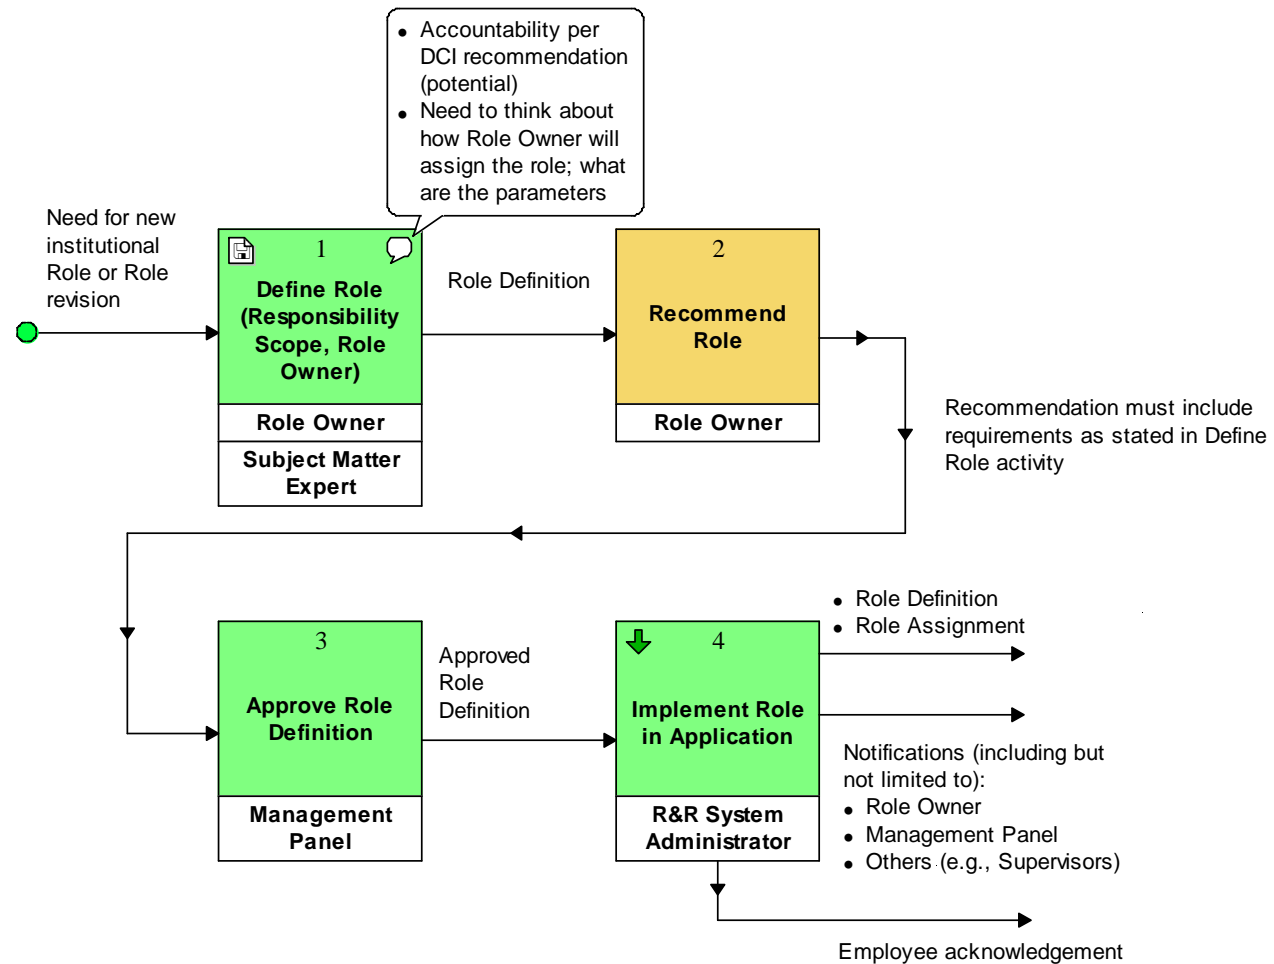 ● Accountability per
DCI recommendation
(potential)
● Need to think about
how Role Owner will
assign the role; what
are the parameters
Need for new
institutional
Role or Role
revision
1
Define Role
(Responsibility
Scope, Role
Owner)
Role Owner
Subject Matter
Expert
Role Definition
2
Recommend
Role
Role Owner
Recommendation must include
requirements as stated in Define
Role activity
3
Approve Role
Definition
Management
Panel
Approved
Role
Definition
4
Implement Role
in Application
R&R System
Administrator
● Role Definition
● Role Assignment
Notifications (including but
not limited to):
● Role Owner
● Management Panel
● Others (e.g., Supervisors)
Employee acknowledgement